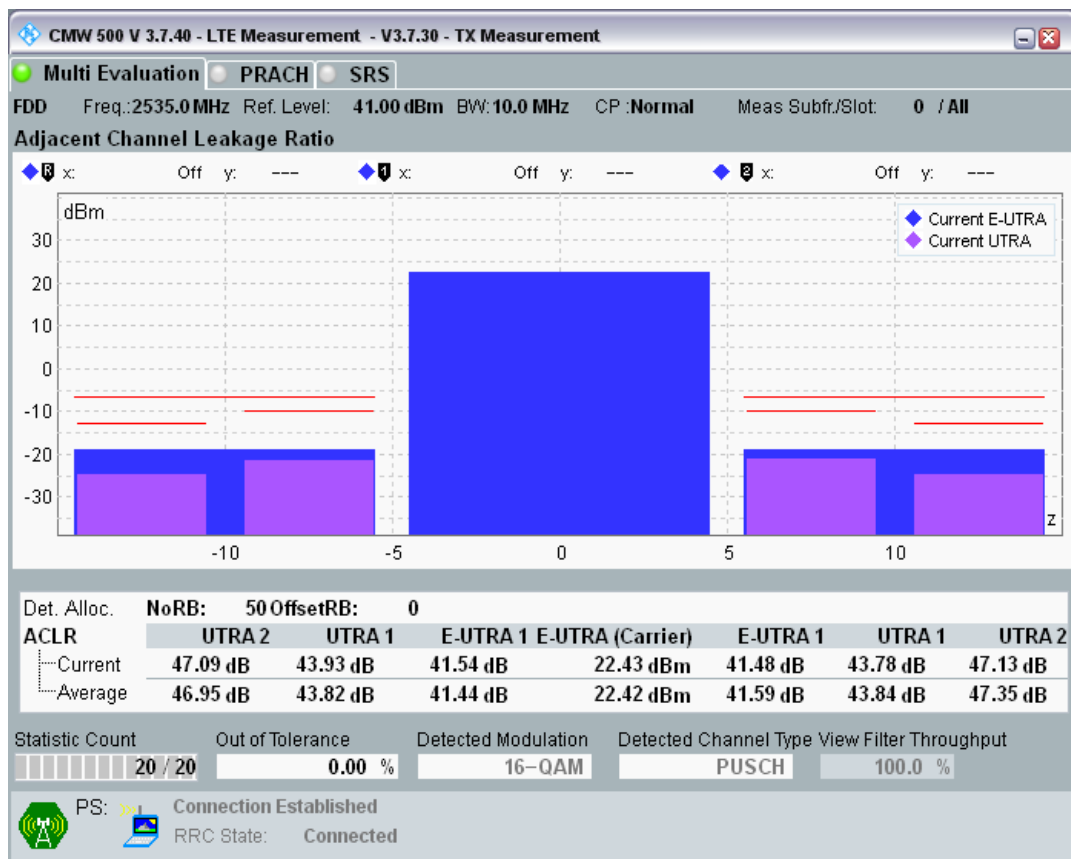 CMW 500 V 3.7.40 - LTE Measurement - V3.7.30 - TX Measurement
Multi Evaluation PRACH SRS
FDD Freq.:2535.0 MHz Ref. Level: 41.00 dBm BW: 10.0 MHz CP :Normal Meas Subfr./Slot: 0 / All
Adjacent Channel Leakage Ratio
R x: Off y: --- 1 x: Off y: --- 2 x: Off y: ---
dBm
Current E-UTRA
Current UTRA
30
20
10
0
-10
-20
-30
z
-10 -5 0 5 10
Det. Alloc. NoRB: 50 OffsetRB: 0
ACLR UTRA 2 UTRA 1 E-UTRA 1 E-UTRA (Carrier) E-UTRA 1 UTRA 1 UTRA 2
Current 47.09 dB 43.93 dB 41.54 dB 22.43 dBm 41.48 dB 43.78 dB 47.13 dB
Average 46.95 dB 43.82 dB 41.44 dB 22.42 dBm 41.59 dB 43.84 dB 47.35 dB
Statistic Count Out of Tolerance Detected Modulation Detected Channel Type View Filter Throughput
20 / 20 0.00 % 16-QAM PUSCH 100.0 %
PS: Connection Established
RRC State: Connected